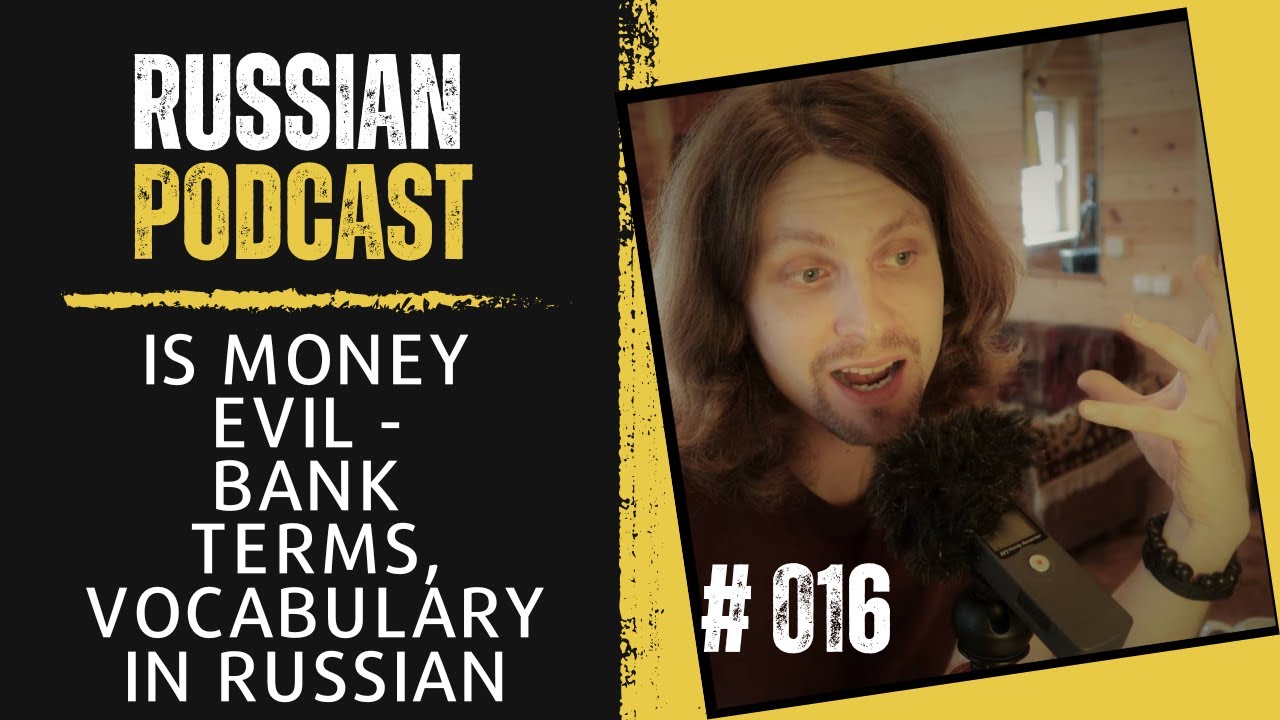 RUSSIAN
PODCAST
IS MONEY
EVIL -
BANK
TERMS,
VOCABULARY
IN RUSSIAN
# 016